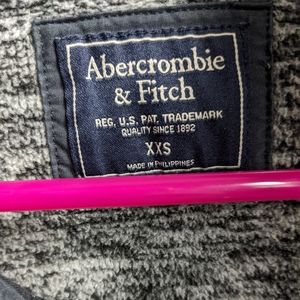 Abercrombie
& Fitch
REG. U.S. PAT. TRADEMARK
QUALITY SINCE 1892
XXS
MADE IN PHILIPPINES